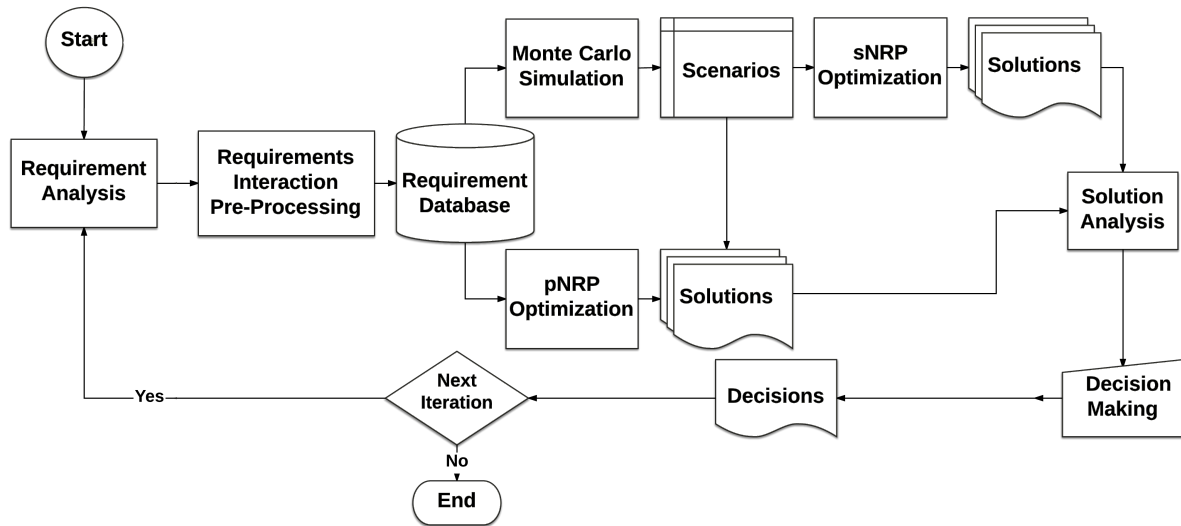 Start
Requirement
Analysis
Requirements
Interaction
Pre-Processing
Requirement
Database
Monte Carlo
Simulation
Scenarios
sNRP
Optimization
Solutions
pNRP
Optimization
Solutions
Solution
Analysis
Decision
Making
Decisions
Next
Iteration
Yes
No
End